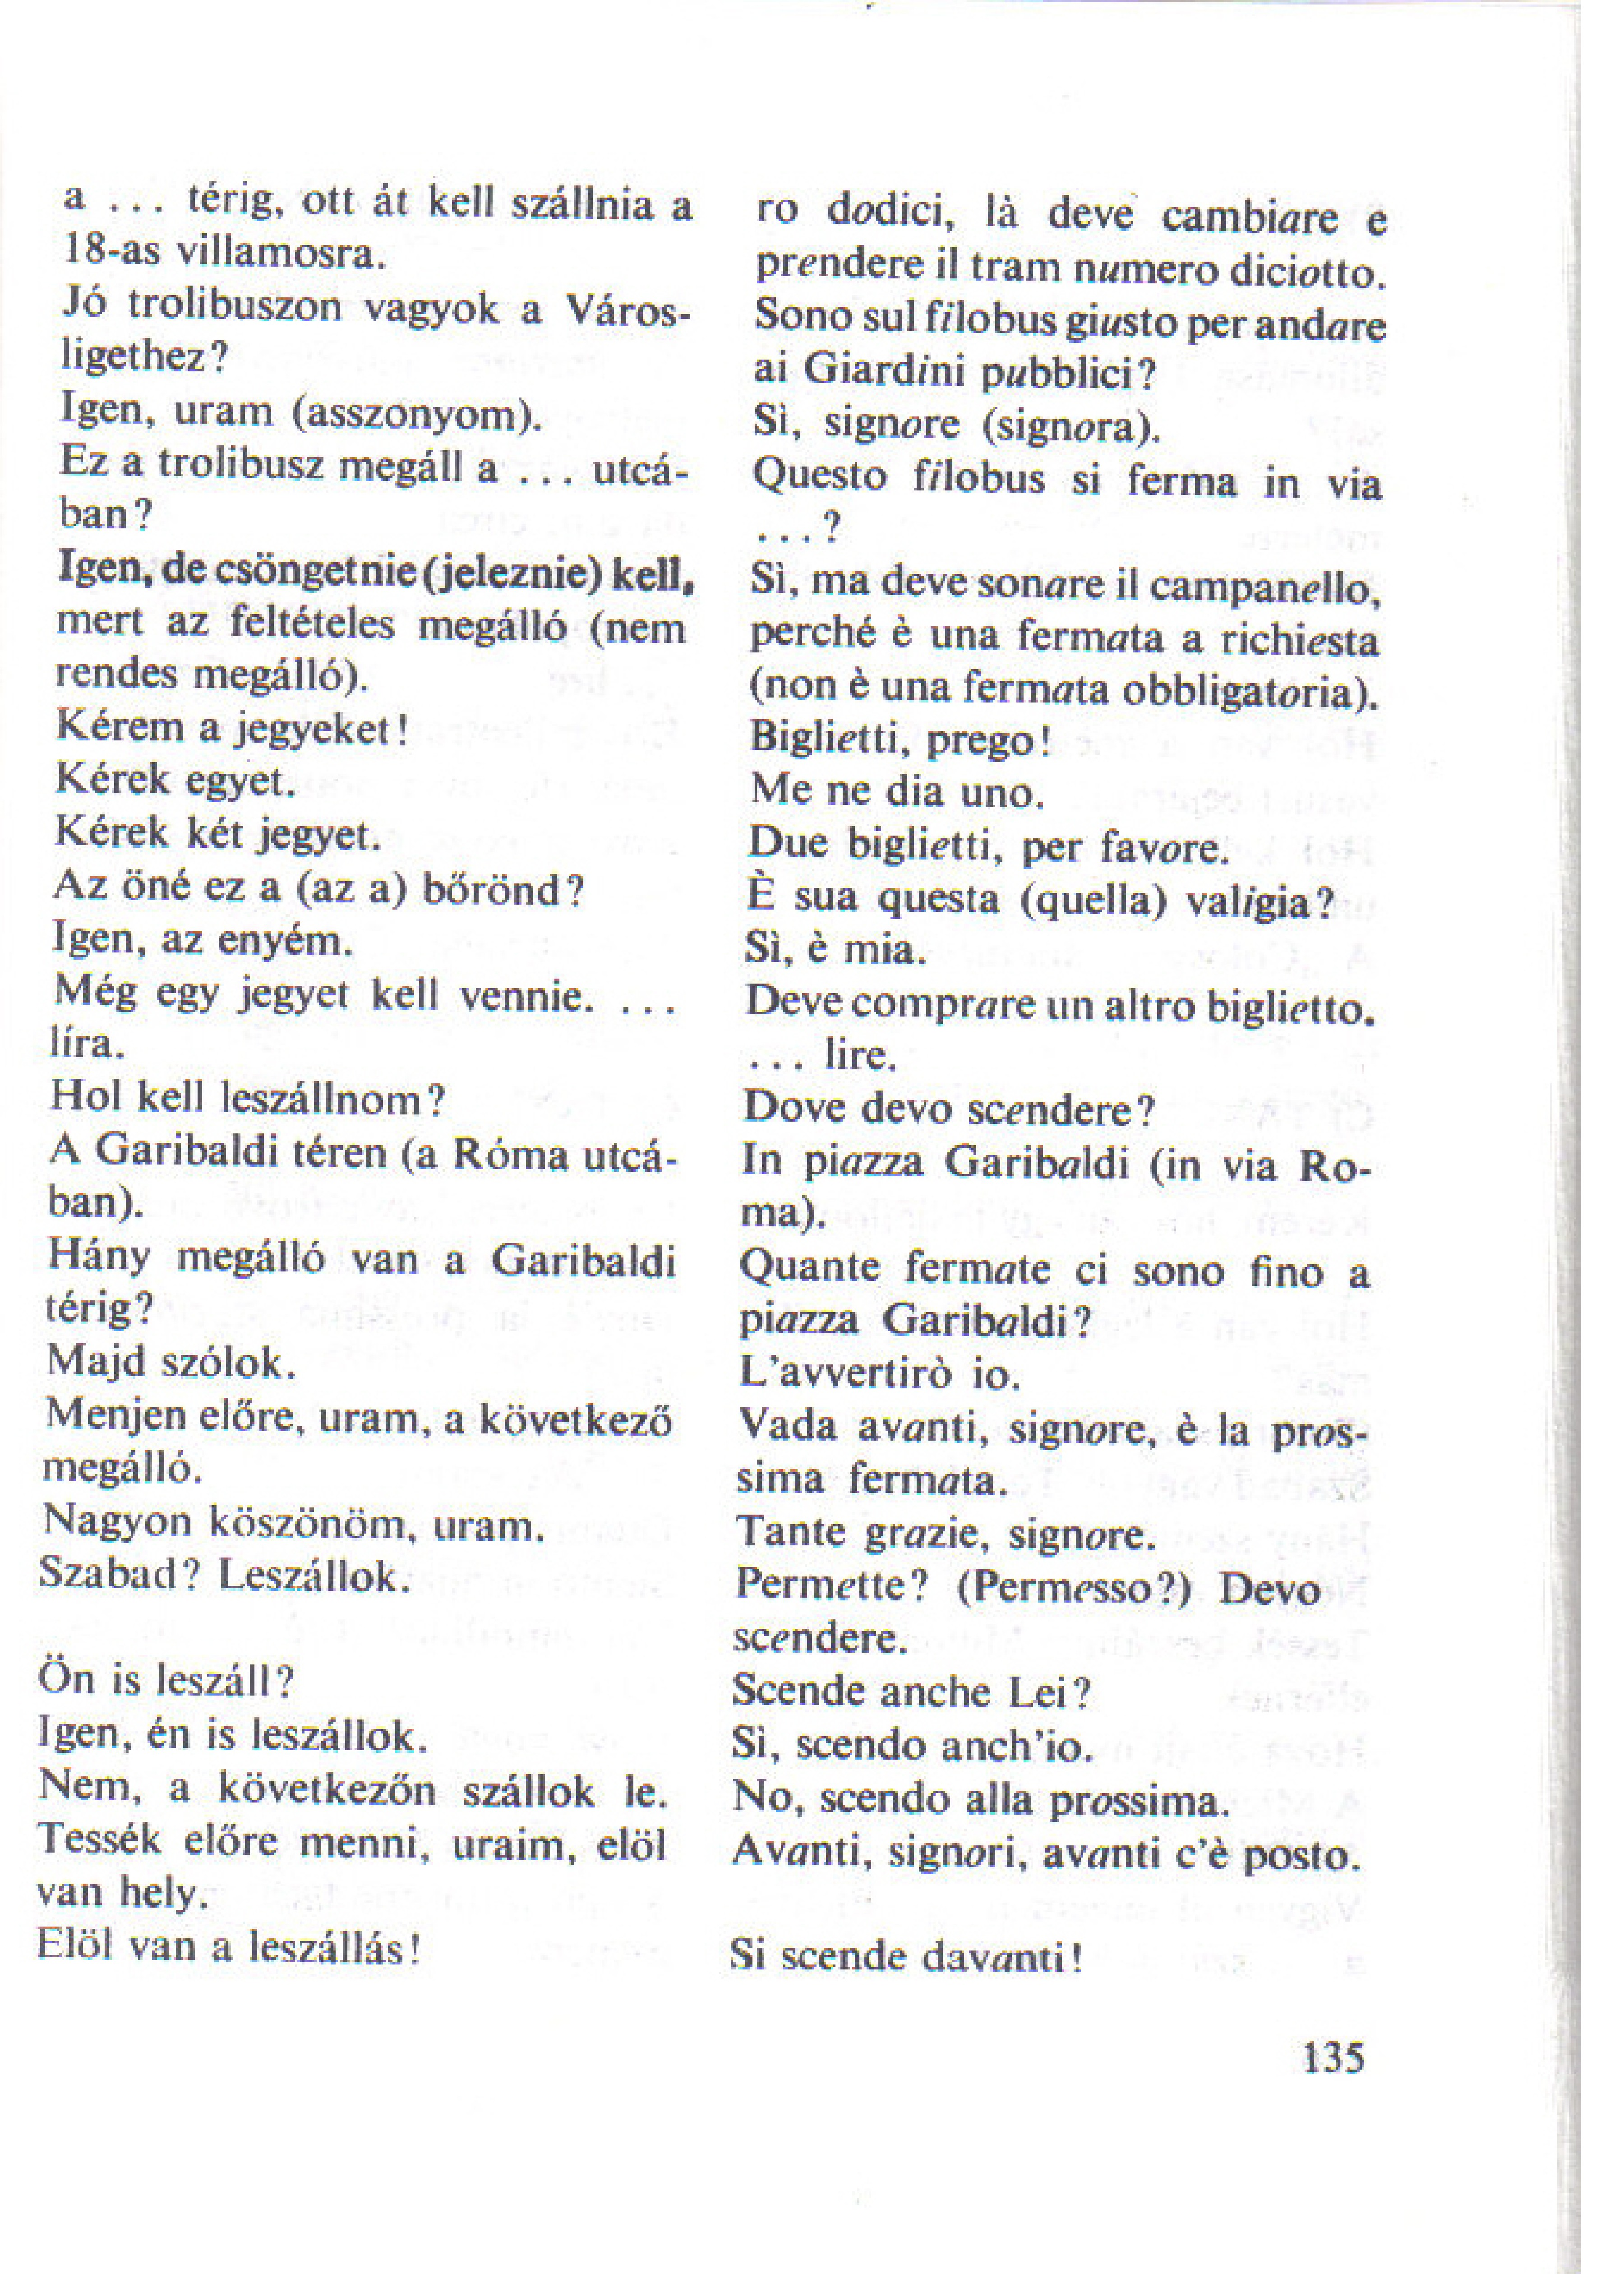 a ... térig, ott át kell szállnia a
18-as villamosra.
Jó trolibuszon vagyok a Város-
ligethez?
Igen, uram (asszonyom).
Ez a trolibusz megáll a ... utcá-
ban?
Igen, de csöngetnie (jeleznie) kell,
mert az feltételes megálló (nem
rendes megálló).
Kérem a jegyeket!
Kérek egyet.
Kérek két jegyet.
Az öné ez a (az a) bőrönd?
Igen, az enyém.
Még egy jegyet kell vennie. ...
líra.
Hol kell leszállnom?
A Garibaldi téren (a Róma utcá-
ban).
Hány megálló van a Garibaldi
térig?
Majd szólok.
Menjen előre, uram, a következő
megálló.
Nagyon köszönöm, uram.
Szabad? Leszállok.
Ön is leszáll?
Igen, én is leszállok.
Nem, a következőn szállok le.
Tessék előre menni, uraim, elöl
van hely.
Elöl van a leszállás!
ro dodici, là deve cambiare e
prendere il tram numero diciotto.
Sono sul filobus giusto per andare
ai Giardini pubblici?
Sì, signore (signora).
Questo filobus si ferma in via
...?
Sì, ma deve sonare il campanello,
perché è una fermata a richiesta
(non è una fermata obbligatoria).
Biglietti, prego!
Me ne dia uno.
Due biglietti, per favore.
È sua questa (quella) valigia?
Sì, è mia.
Deve comprare un altro biglietto.
... lire.
Dove devo scendere?
In piazza Garibaldi (in via Ro-
ma).
Quante fermate ci sono fino a
piazza Garibaldi?
L'avvertirò io.
Vada avanti, signore, è la pros-
sima fermata.
Tante grazie, signore.
Permette? (Permesso?) Devo
scendere.
Scende anche Lei?
Sì, scendo anch'io.
No, scendo alla prossima.
Avanti, signori, avanti c'è posto.
Si scende davanti!
135